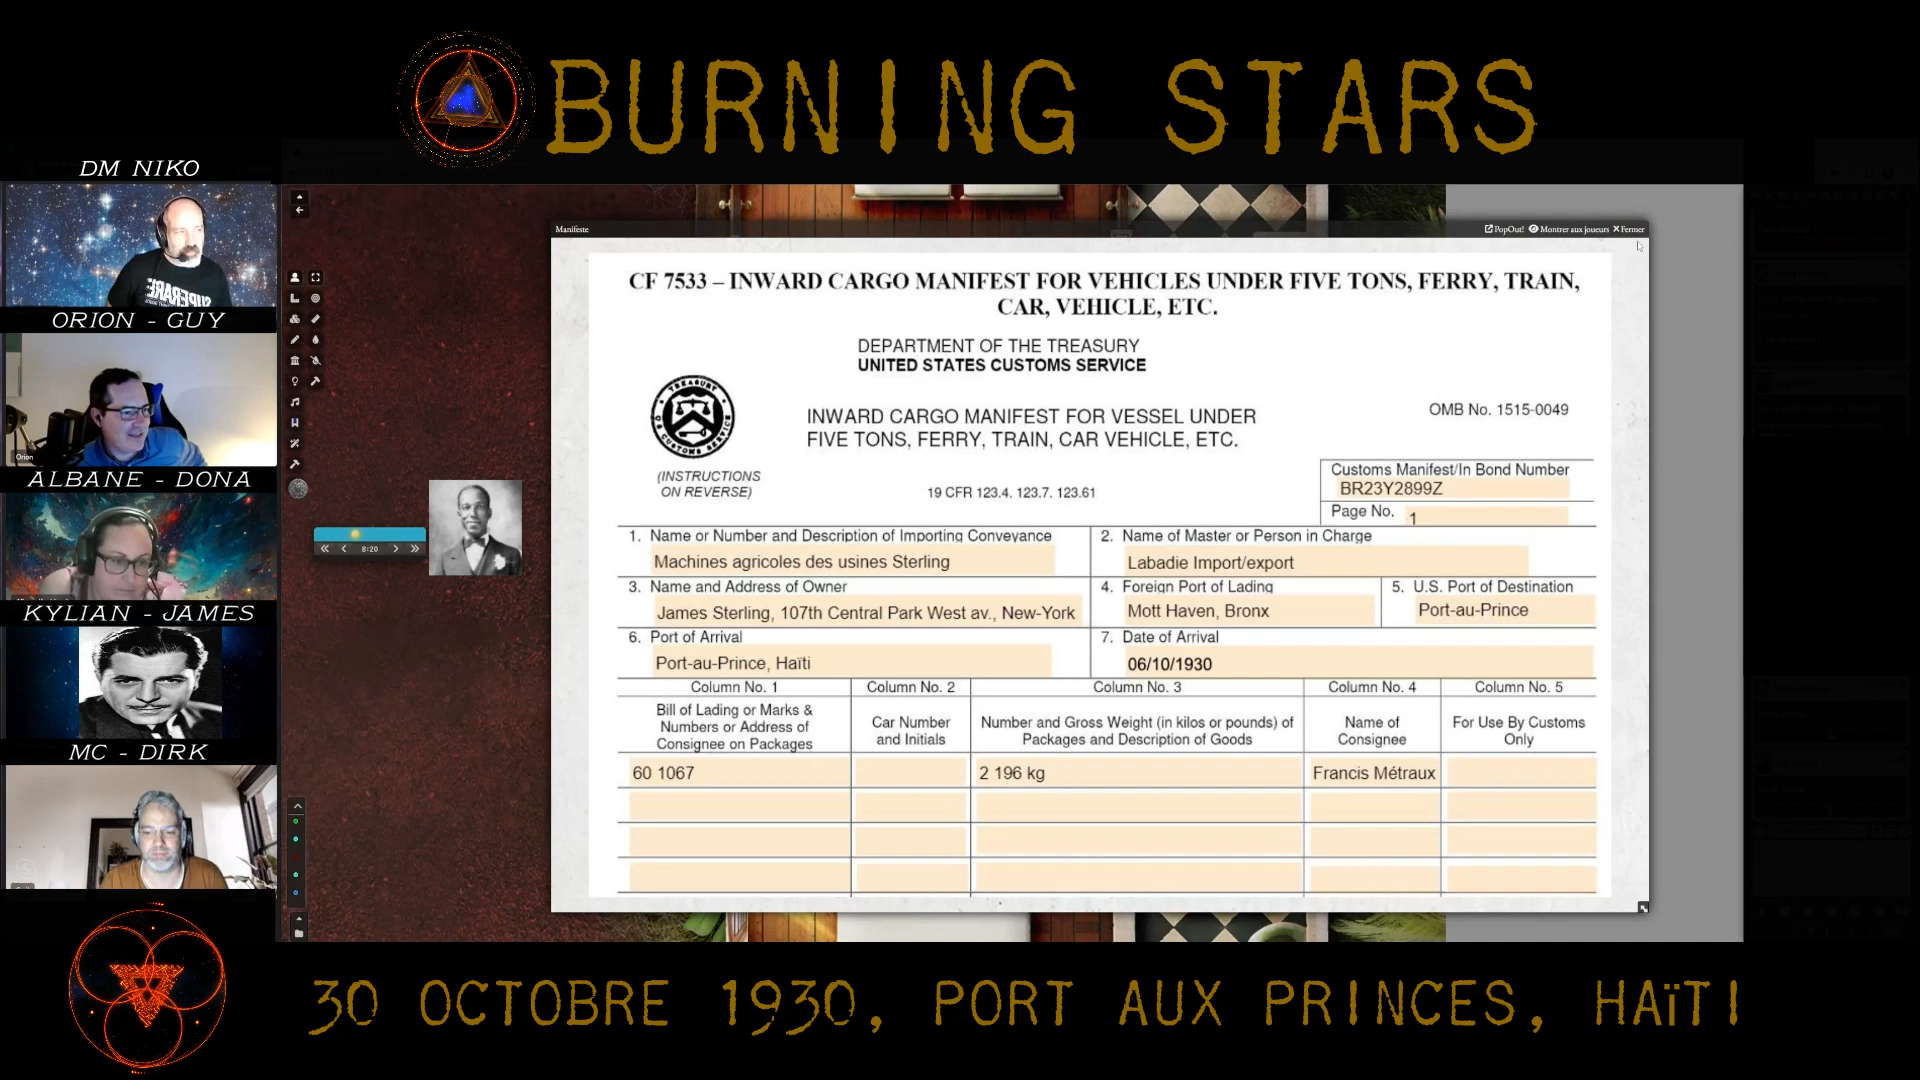 BURNING STARS
DM NIKO
ORION - GUY
Orion
ALBANE - DONA
KYLIAN - JAMES
MC - DIRK
8:20
Manifeste
PopOut! Montrer aux joueurs Fermer
CF 7533 – INWARD CARGO MANIFEST FOR VEHICLES UNDER FIVE TONS, FERRY, TRAIN,
CAR, VEHICLE, ETC.
DEPARTMENT OF THE TREASURY
UNITED STATES CUSTOMS SERVICE
INWARD CARGO MANIFEST FOR VESSEL UNDER
FIVE TONS, FERRY, TRAIN, CAR VEHICLE, ETC.
OMB No. 1515-0049
(INSTRUCTIONS
ON REVERSE)
19 CFR 123.4, 123.7, 123.61
Customs Manifest/In Bond Number
BR23Y2899Z
Page No. 1
1. Name or Number and Description of Importing Conveyance
Machines agricoles des usines Sterling
2. Name of Master or Person in Charge
Labadie Import/export
3. Name and Address of Owner
James Sterling, 107th Central Park West av., New-York
4. Foreign Port of Lading
Mott Haven, Bronx
5. U.S. Port of Destination
Port-au-Prince
6. Port of Arrival
Port-au-Prince, Haïti
7. Date of Arrival
06/10/1930
Column No. 1
Column No. 2
Column No. 3
Column No. 4
Column No. 5
Bill of Lading or Marks &
Numbers or Address of
Consignee on Packages
Car Number
and Initials
Number and Gross Weight (in kilos or pounds) of
Packages and Description of Goods
Name of
Consignee
For Use By Customs
Only
60 1067
2 196 kg
Francis Métraux
30 OCTOBRE 1930, PORT AUX PRINCES, HAïTI